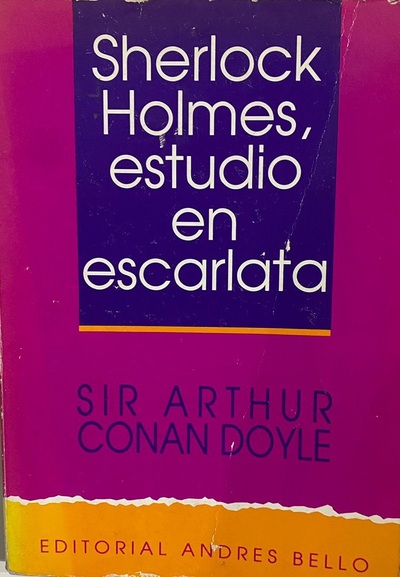 Sherlock
Holmes,
estudio
en
escarlata
SIR ARTHUR
CONAN DOYLE
EDITORIAL ANDRES BELLO